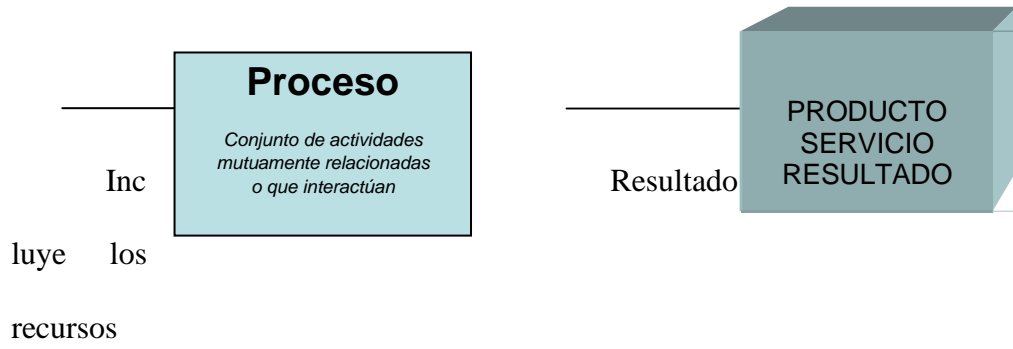 Proceso
Conjunto de actividades
mutuamente relacionadas
o que interactúan
Inc
luye los
recursos
Resultado
PRODUCTO
SERVICIO
RESULTADO